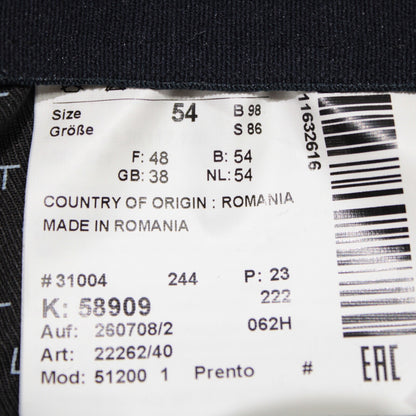 Size 54 B 98
Größe S 86
F: 48 B: 54
GB: 38 NL: 54
COUNTRY OF ORIGIN : ROMANIA
MADE IN ROMANIA
# 31004 244 P: 23
K: 58909 222
Auf: 260708/2 062H
Art: 22262/40
Mod: 51200 1 Prento #
EAC
11632616